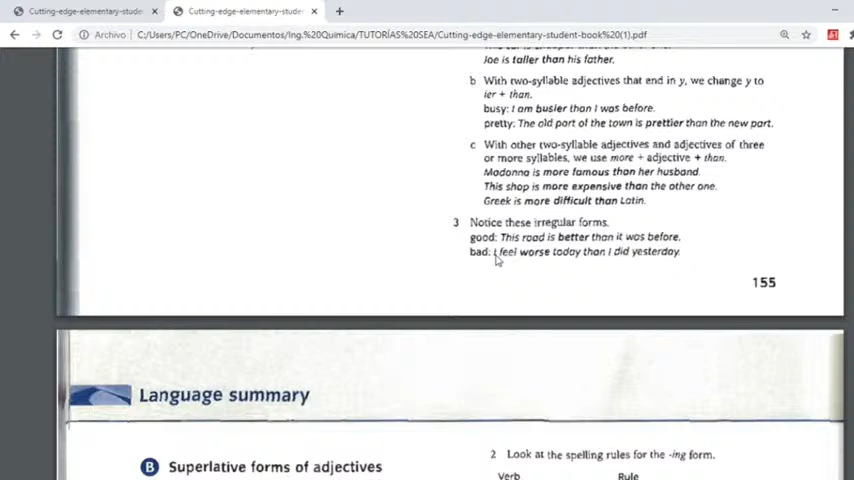 Cutting-edge-elementary-stude
Cutting-edge-elementary-stude
Archivo
C:/Users/PC/OneDrive/Documentos/Ing.%20Quimica/TUTORÍAS%20SEA/Cutting-edge-elementary-student-book%20(1).pdf
Joe is taller than his father.
b With two-syllable adjectives that end in y, we change y to
ier + than.
busy: I am busier than I was before.
pretty: The old part of the town is prettier than the new part.
c With other two-syllable adjectives and adjectives of three
or more syllables, we use more + adjective + than.
Madonna is more famous than her husband.
This shop is more expensive than the other one.
Greek is more difficult than Latin.
3 Notice these irregular forms.
good: This road is better than it was before.
bad: I feel worse today than I did yesterday.
155
Language summary
B Superlative forms of adjectives
2 Look at the spelling rules for the -ing form.
Verb Rule